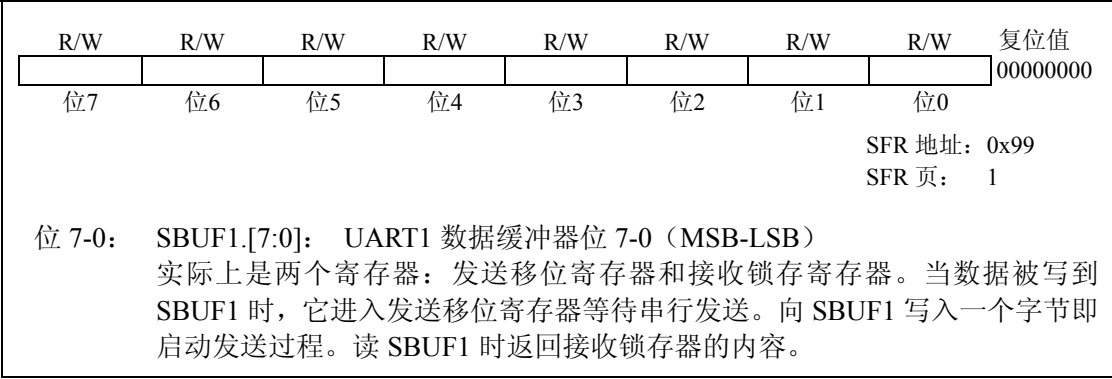 R/W R/W R/W R/W R/W R/W R/W R/W 复位值
00000000
位7 位6 位5 位4 位3 位2 位1 位0
SFR 地址：0x99
SFR 页： 1
位 7-0： SBUF1.[7:0]： UART1 数据缓冲器位 7-0（MSB-LSB）
实际上是两个寄存器：发送移位寄存器和接收锁存寄存器。当数据被写到
SBUF1 时，它进入发送移位寄存器等待串行发送。向 SBUF1 写入一个字节即
启动发送过程。读 SBUF1 时返回接收锁存器的内容。